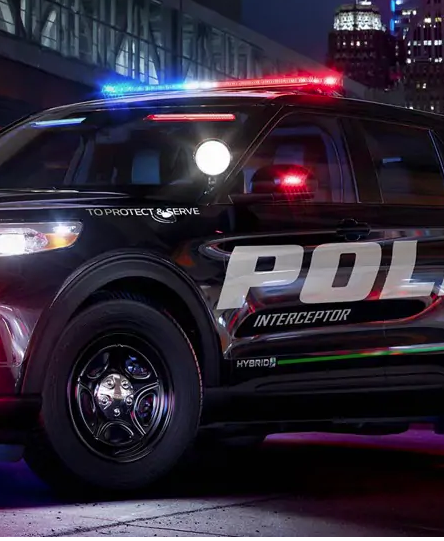 TO PROTECT & SERVE
POL
INTERCEPTOR
HYBRID